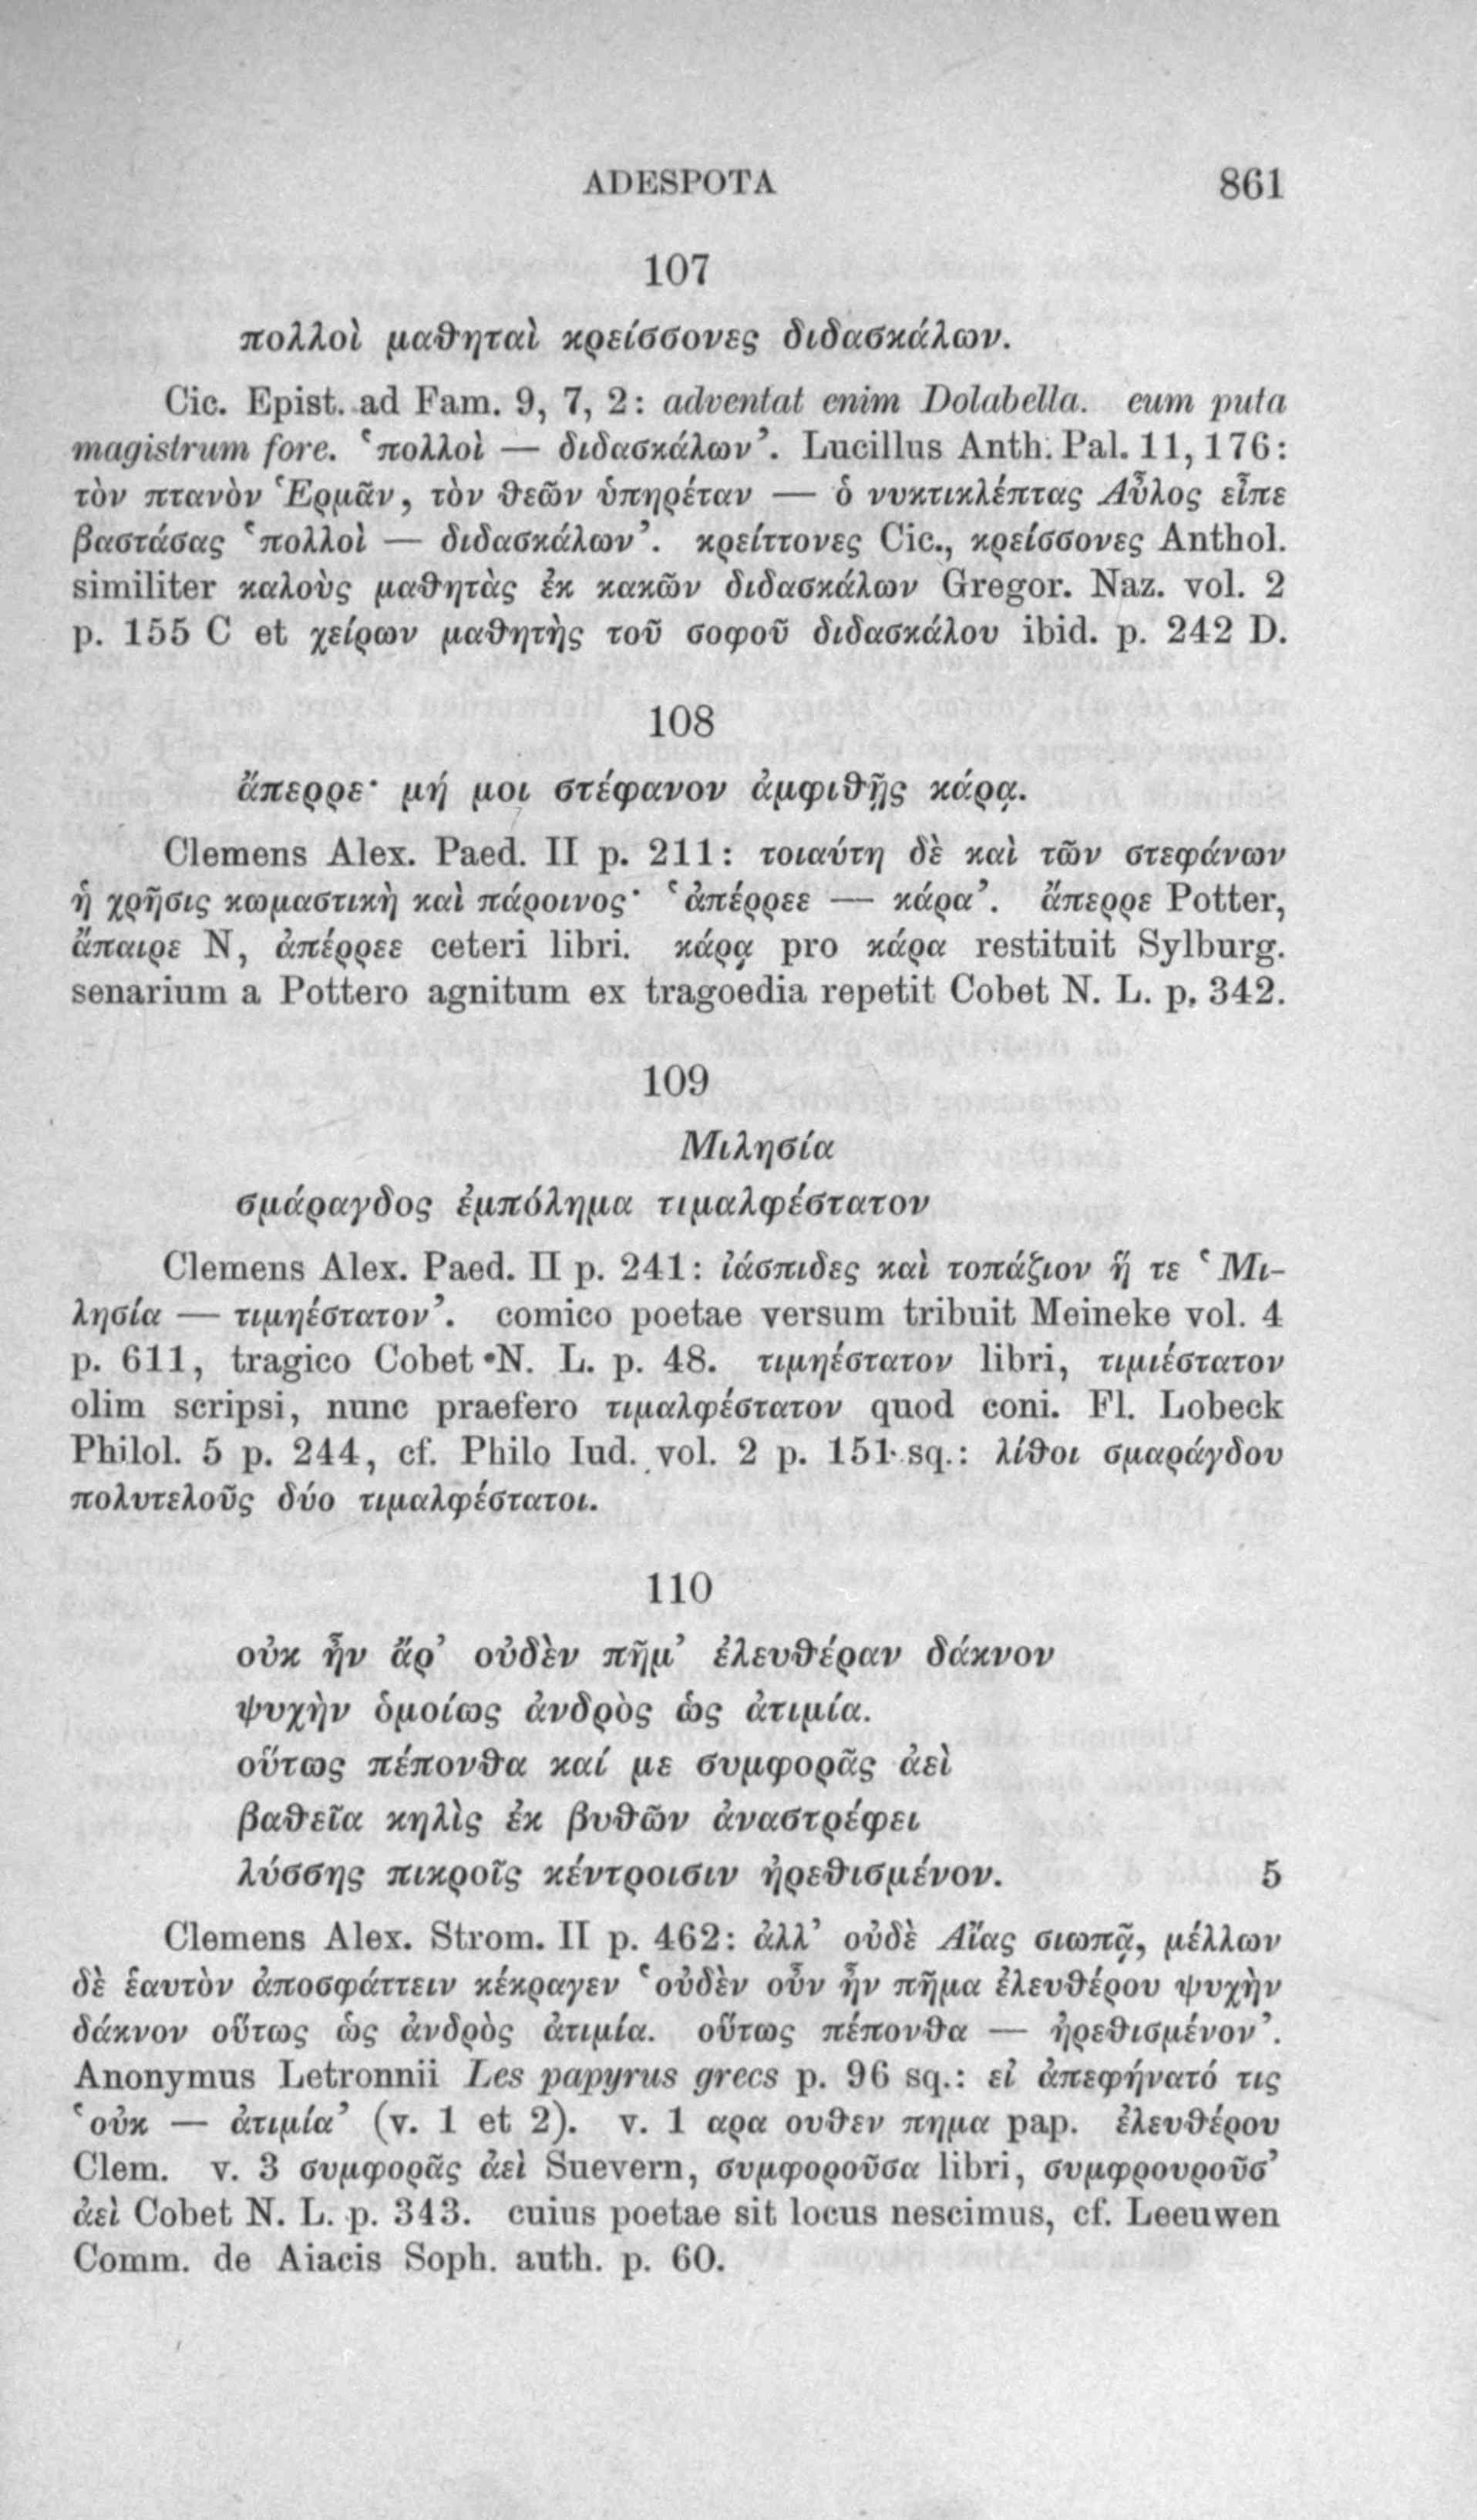 ADESPOTA 861
107
πολλοὶ μαθηταὶ κρείσσονες διδασκάλων.
Cic. Epist. ad Fam. 9, 7, 2: adventat enim Dolabella. eum puta
magistrum fore. ‘πολλοὶ — διδασκάλων’. Lucillus Anth. Pal. 11, 176:
τὸν πτανὸν Ἑρμᾶν, τὸν θεῶν ὑπηρέταν — ὁ νυκτικλέπτας Αὖλος εἶπε
βαστάσας ‘πολλοὶ — διδασκάλων’. κρείττονες Cic., κρείσσονες Anthol.
similiter καλοὺς μαθητὰς ἐκ κακῶν διδασκάλων Gregor. Naz. vol. 2
p. 155 C et χείρων μαθητὴς τοῦ σοφοῦ διδασκάλου ibid. p. 242 D.
108
ἄπερρε· μή μοι στέφανον ἀμφιθῇς κάρᾳ.
Clemens Alex. Paed. II p. 211: τοιαύτη δὲ καὶ τῶν στεφάνων
ἡ χρῆσις κωμαστικὴ καὶ πάροινος· ‘ἀπέρρεε — κάρα’. ἄπερρε Potter,
ἄπαιρε N, ἀπέρρεε ceteri libri. κάρᾳ pro κάρα restituit Sylburg.
senarium a Pottero agnitum ex tragoedia repetit Cobet N. L. p. 342.
109
Μιλησία
σμάραγδος ἐμπόλημα τιμαλφέστατον
Clemens Alex. Paed. II p. 241: ἰάσπιδες καὶ τοπάζιον ἥ τε ‘Μι-
λησία — τιμηέστατον’. comico poetae versum tribuit Meineke vol. 4
p. 611, tragico Cobet N. L. p. 48. τιμηέστατον libri, τιμιέστατον
olim scripsi, nunc praefero τιμαλφέστατον quod coni. Fl. Lobeck
Philol. 5 p. 244, cf. Philo Iud. vol. 2 p. 151 sq.: λίθοι σμαράγδου
πολυτελοῦς δύο τιμαλφέστατοι.
110
οὐκ ἦν ἄρ’ οὐδὲν πῆμ’ ἐλευθέραν δάκνον
ψυχὴν ὁμοίως ἀνδρὸς ὡς ἀτιμία.
οὕτως πέπονθα καί με συμφορᾶς ἀεὶ
βαθεῖα κηλὶς ἐκ βυθῶν ἀναστρέφει
λύσσης πικροῖς κέντροισιν ἠρεθισμένον. 5
Clemens Alex. Strom. II p. 462: ἀλλ’ οὐδὲ Αἴας σιωπᾷ, μέλλων
δὲ ἑαυτὸν ἀποσφάττειν κέκραγεν ‘οὐδὲν οὖν ἦν πῆμα ἐλευθέρου ψυχὴν
δάκνον οὕτως ὡς ἀνδρὸς ἀτιμία. οὕτως πέπονθα — ἠρεθισμένον’.
Anonymus Letronnii Les papyrus grecs p. 96 sq.: εἰ ἀπεφήνατό τις
‘οὐκ — ἀτιμία’ (v. 1 et 2). v. 1 αρα ουθεν πημα pap. ἐλευθέρου
Clem. v. 3 συμφορᾶς ἀεὶ Suevern, συμφοροῦσα libri, συμφρουροῦσ’
ἀεὶ Cobet N. L. p. 343. cuius poetae sit locus nescimus, cf. Leeuwen
Comm. de Aiacis Soph. auth. p. 60.